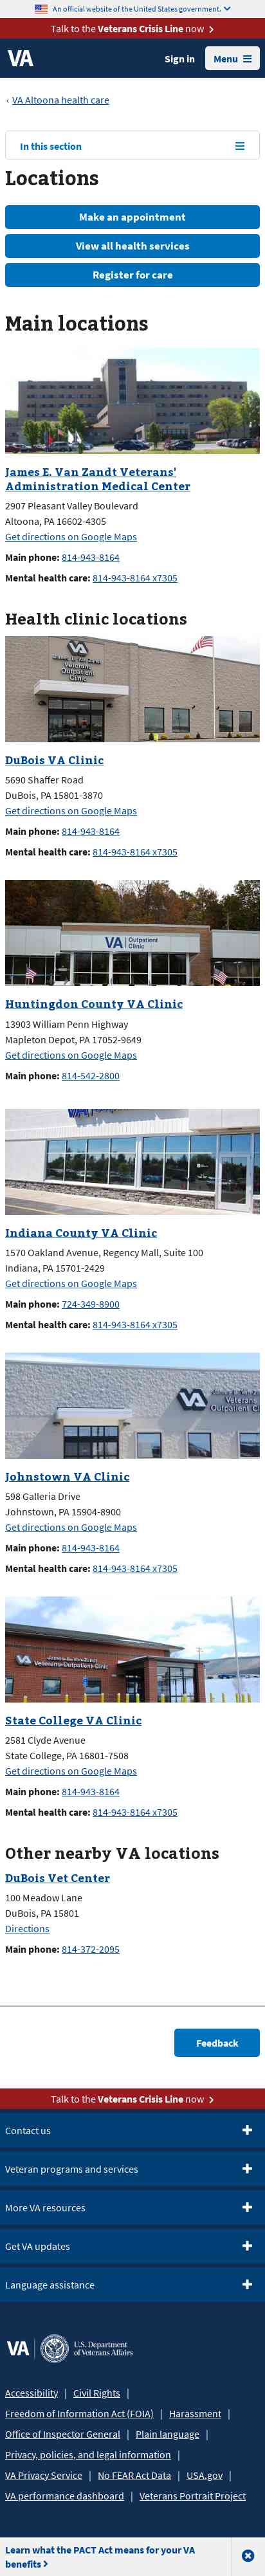 An official website of the United States government.
Talk to the Veterans Crisis Line now
VA
Sign in
Menu
‹ VA Altoona health care
In this section
Locations
Make an appointment
View all health services
Register for care
Main locations
James E. Van Zandt Veterans'
Administration Medical Center
2907 Pleasant Valley Boulevard
Altoona, PA 16602-4305
Get directions on Google Maps
Main phone: 814-943-8164
Mental health care: 814-943-8164 x7305
Health clinic locations
Veterans
Outpatient
Clinic
DuBois VA Clinic
5690 Shaffer Road
DuBois, PA 15801-3870
Get directions on Google Maps
Main phone: 814-943-8164
Mental health care: 814-943-8164 x7305
VA Outpatient
Clinic
Huntingdon County VA Clinic
13903 William Penn Highway
Mapleton Depot, PA 17052-9649
Get directions on Google Maps
Main phone: 814-542-2800
Indiana County VA Clinic
1570 Oakland Avenue, Regency Mall, Suite 100
Indiana, PA 15701-2429
Get directions on Google Maps
Main phone: 724-349-8900
Mental health care: 814-943-8164 x7305
VA
Johnstown VA Clinic
598 Galleria Drive
Johnstown, PA 15904-8900
Get directions on Google Maps
Main phone: 814-943-8164
Mental health care: 814-943-8164 x7305
Veterans Outpatient Clinic
State College VA Clinic
2581 Clyde Avenue
State College, PA 16801-7508
Get directions on Google Maps
Main phone: 814-943-8164
Mental health care: 814-943-8164 x7305
Other nearby VA locations
DuBois Vet Center
100 Meadow Lane
DuBois, PA 15801
Directions
Main phone: 814-372-2095
Feedback
Talk to the Veterans Crisis Line now
Contact us
Veteran programs and services
More VA resources
Get VA updates
Language assistance
VA
U.S. Department
of Veterans Affairs
Accessibility | Civil Rights |
Freedom of Information Act (FOIA) | Harassment |
Office of Inspector General | Plain language |
Privacy, policies, and legal information |
VA Privacy Service | No FEAR Act Data | USA.gov |
VA performance dashboard | Veterans Portrait Project
Learn what the PACT Act means for your VA
benefits